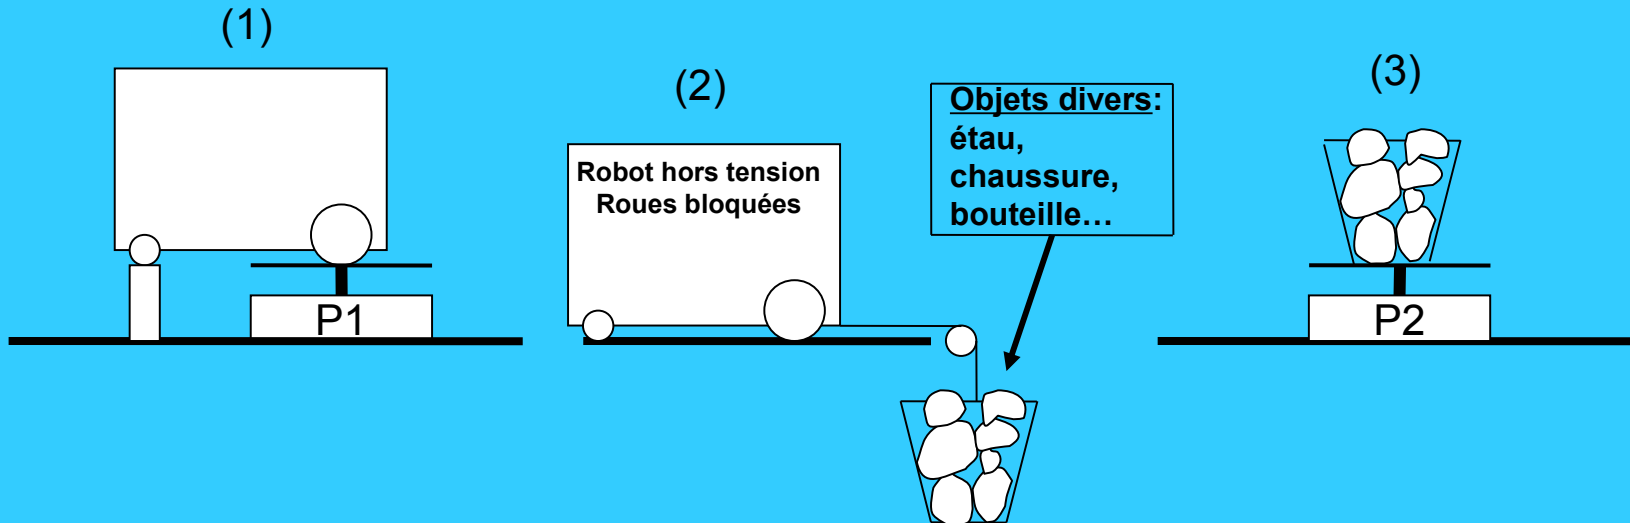 (1)
P1
(2)
Robot hors tension
Roues bloquées
Objets divers:
étau,
chaussure,
bouteille…
(3)
P2